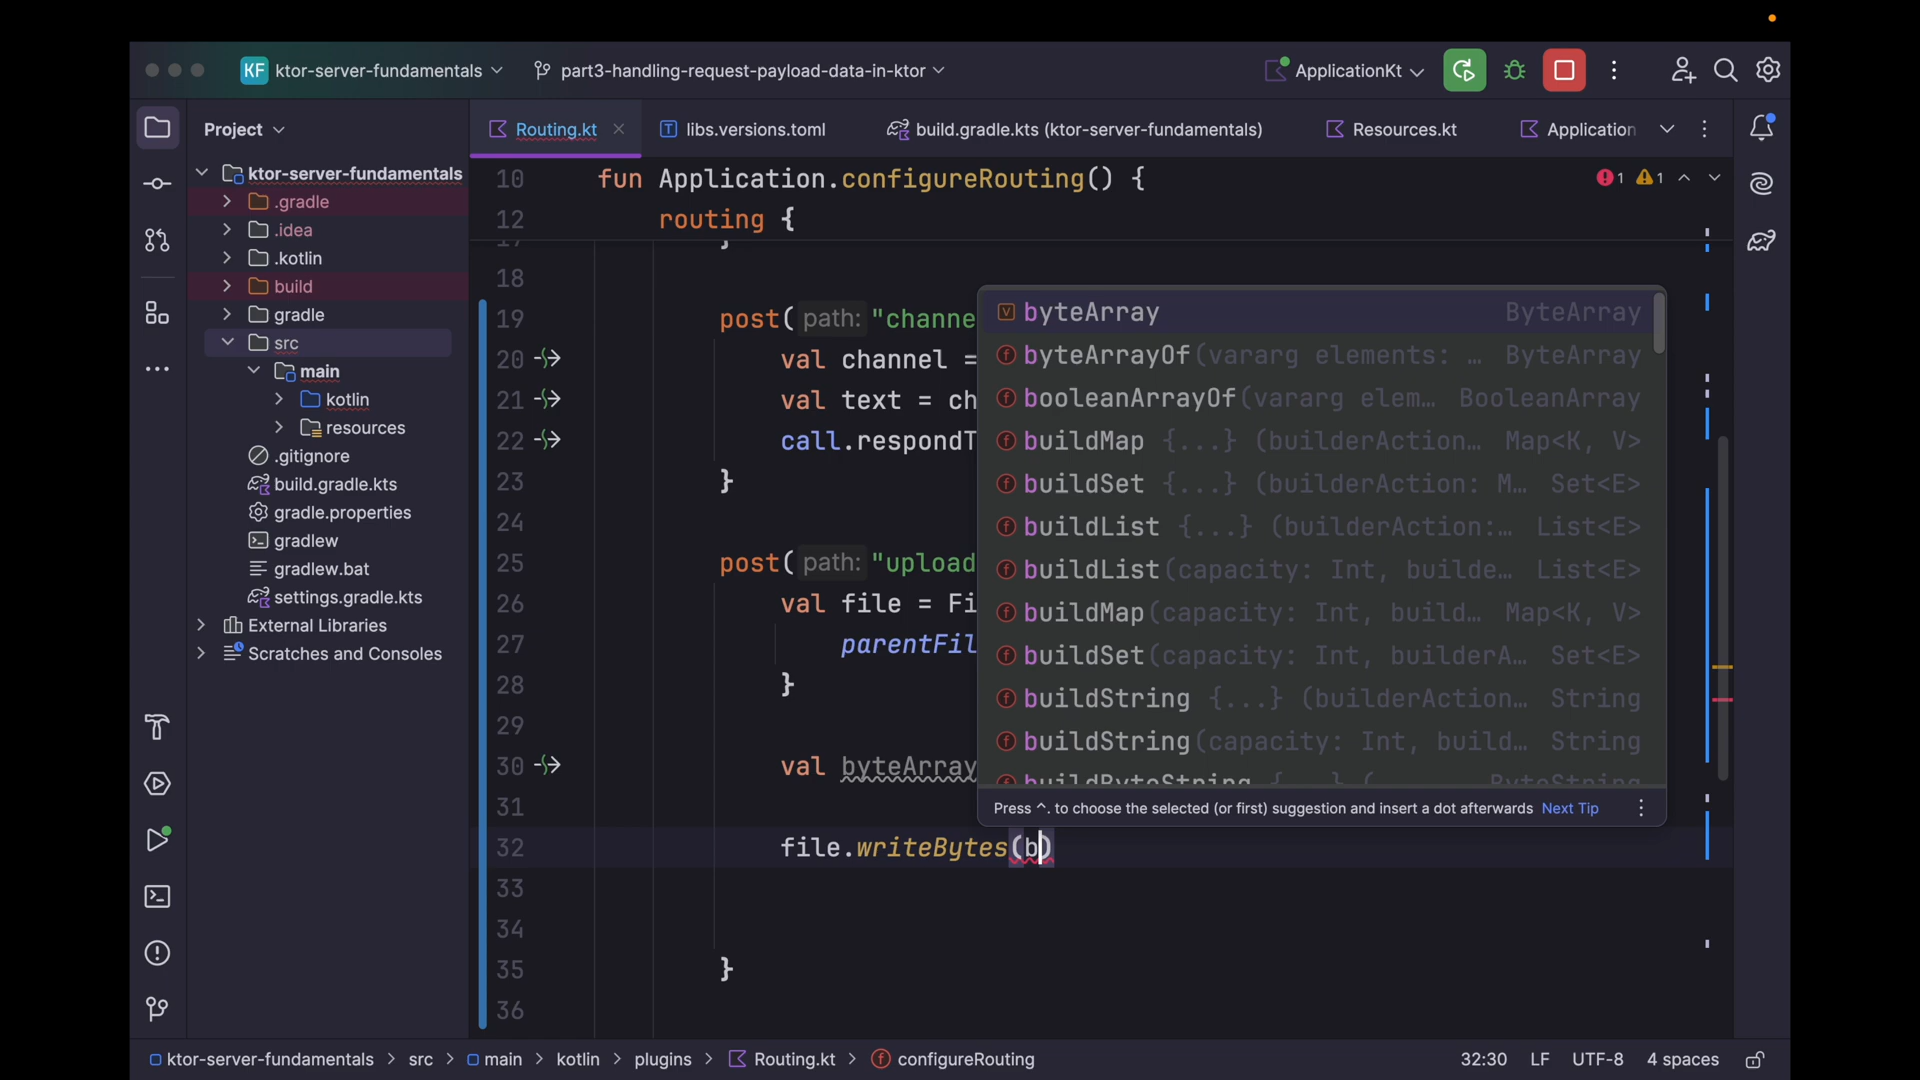 KF ktor-server-fundamentals part3-handling-request-payload-data-in-ktor ApplicationKt
Project
Routing.kt libs.versions.toml build.gradle.kts (ktor-server-fundamentals) Resources.kt Application
ktor-server-fundamentals
.gradle
.idea
.kotlin
build
gradle
src
main
kotlin
resources
.gitignore
build.gradle.kts
gradle.properties
gradlew
gradlew.bat
settings.gradle.kts
External Libraries
Scratches and Consoles
10 fun Application.configureRouting() {
1 1
12 routing {
17 }
18
19 post( path: "channe
20 val channel =
21 val text = ch
22 call.respondT
23 }
24
25 post( path: "upload
26 val file = Fi
27 parentFil
28 }
29
30 val byteArray
31
32 file.writeBytes(b)
33
34
35 }
36
byteArray ByteArray
byteArrayOf(vararg elements: … ByteArray
booleanArrayOf(vararg elem… BooleanArray
buildMap {...} (builderAction… Map<K, V>
buildSet {...} (builderAction: M… Set<E>
buildList {...} (builderAction:… List<E>
buildList(capacity: Int, builde… List<E>
buildMap(capacity: Int, build… Map<K, V>
buildSet(capacity: Int, builderA… Set<E>
buildString {...} (builderAction… String
buildString(capacity: Int, build… String
buildByteString {...} (… ByteString
Press ^. to choose the selected (or first) suggestion and insert a dot afterwards Next Tip
ktor-server-fundamentals > src > main > kotlin > plugins > Routing.kt > configureRouting
32:30 LF UTF-8 4 spaces